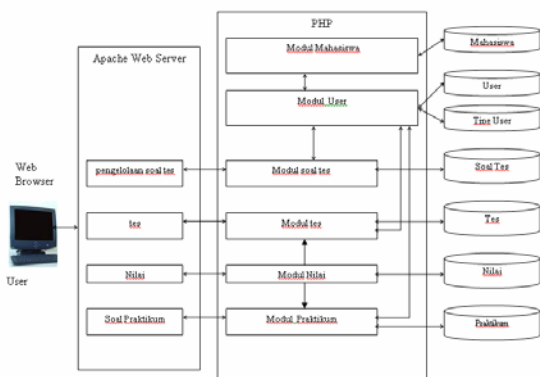 PHP
Modul Mahasiswa
Mahasiswa
Apache Web Server
User
Modul User
Tipe User
Web
Browser
pengelolaan soal tes
Modul soal tes
Soal Tes
tes
Modul tes
Tes
User
Nilai
Modul Nilai
Nilai
Soal Praktikum
Modul Praktikum
Praktikum